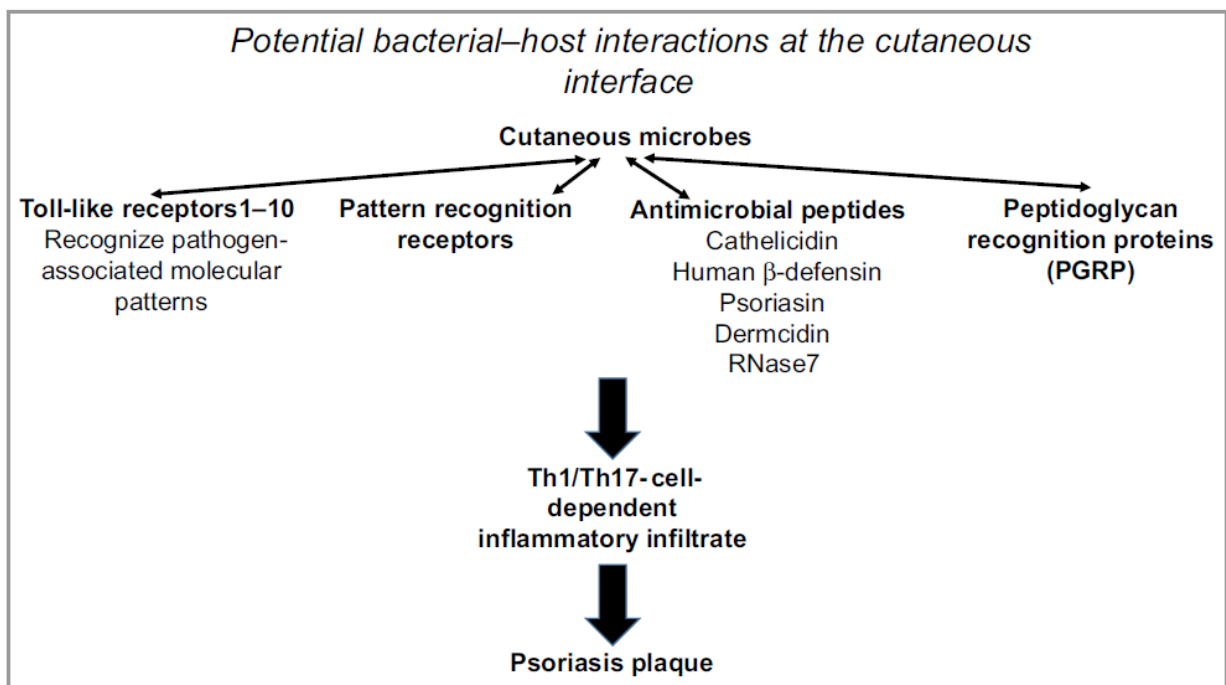 Potential bacterial–host interactions at the cutaneous
interface
Cutaneous microbes
Toll-like receptors1–10
Recognize pathogen-
associated molecular
patterns
Pattern recognition
receptors
Antimicrobial peptides
Cathelicidin
Human β-defensin
Psoriasin
Dermcidin
RNase7
Peptidoglycan
recognition proteins
(PGRP)
Th1/Th17- cell-
dependent
inflammatory infiltrate
Psoriasis plaque